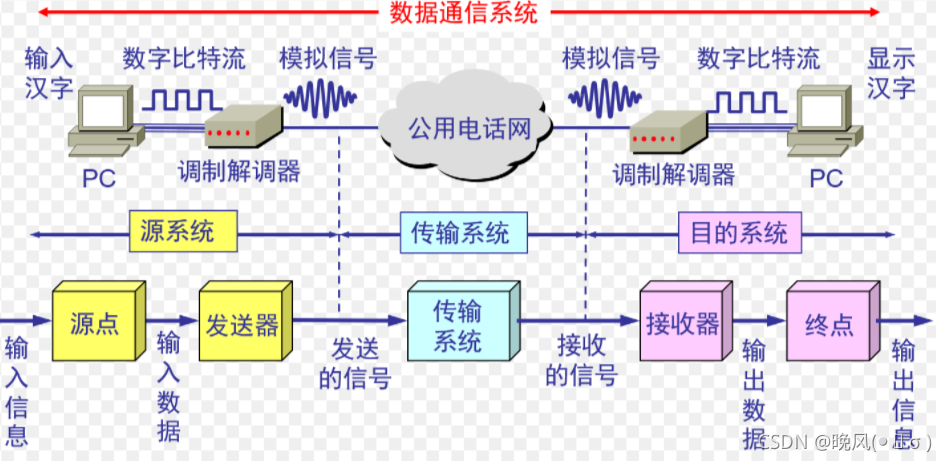 数据通信系统
输入
汉字
数字比特流
模拟信号
模拟信号
数字比特流
显示
汉字
公用电话网
PC
调制解调器
调制解调器
PC
源系统
传输系统
目的系统
源点
发送器
传输
系统
接收器
终点
输入信息
输入数据
发送
的信号
接收
的信号
输出数据
输出信息
CSDN @晚风(